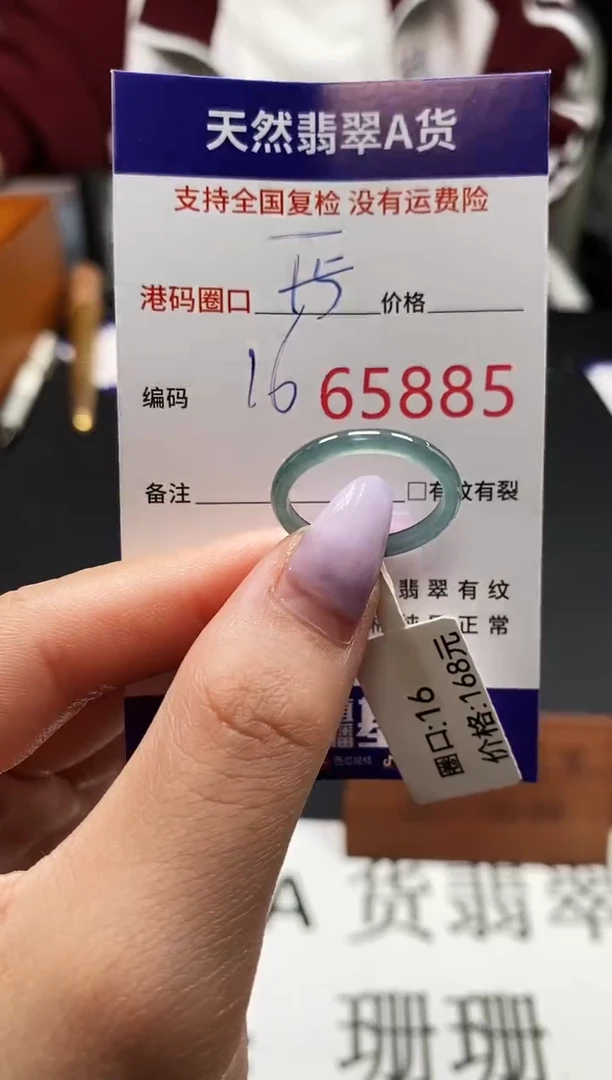 天然翡翠A货
支持全国复检 没有运费险
港码圈口 价格
编码 16 65885
备注 □有纹有裂
翡翠有纹
正常
圈口:16
价格:168元
A货翡翠
珊珊